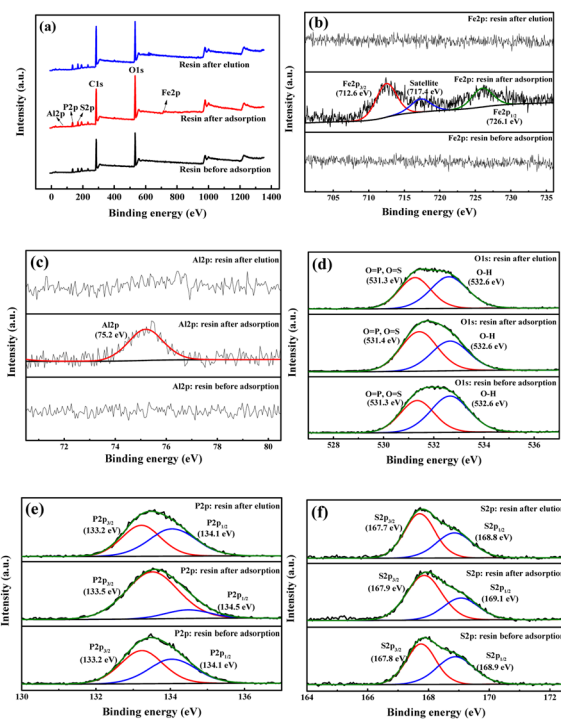 (a)
Resin after elution
C1s
O1s
Fe2p
Al2p
P2p
S2p
Resin after adsorption
Resin before adsorption
0 200 400 600 800 1000 1200 1400
Binding energy (eV)
Intensity (a.u.)
(b)
Fe2p: resin after elution
Fe2p: resin after adsorption
Fe2p3/2
(712.6 eV)
Satellite
(717.4 eV)
Fe2p1/2
(726.1 eV)
Fe2p: resin before adsorption
705 710 715 720 725 730 735
Binding energy (eV)
Intensity (a.u.)
(c)
Al2p: resin after elution
Al2p: resin after adsorption
Al2p
(75.2 eV)
Al2p: resin before adsorption
72 74 76 78 80
Binding energy (eV)
Intensity (a.u.)
(d)
O1s: resin after elution
O=P, O=S
(531.3 eV)
O-H
(532.6 eV)
O1s: resin after adsorption
O=P, O=S
(531.4 eV)
O-H
(532.6 eV)
O1s: resin before adsorption
O=P, O=S
(531.3 eV)
O-H
(532.6 eV)
528 530 532 534 536
Binding energy (eV)
Intensity (a.u.)
(e)
P2p: resin after elution
P2p3/2
(133.2 eV)
P2p1/2
(134.1 eV)
P2p: resin after adsorption
P2p3/2
(133.5 eV)
P2p1/2
(134.5 eV)
P2p: resin before adsorption
P2p3/2
(133.2 eV)
P2p1/2
(134.1 eV)
130 132 134 136
Binding energy (eV)
Intensity (a.u.)
(f)
S2p: resin after elution
S2p3/2
(167.7 eV)
S2p1/2
(168.8 eV)
S2p: resin after adsorption
S2p3/2
(167.9 eV)
S2p1/2
(169.1 eV)
S2p: resin before adsorption
S2p3/2
(167.8 eV)
S2p1/2
(168.9 eV)
164 166 168 170 172
Binding energy (eV)
Intensity (a.u.)